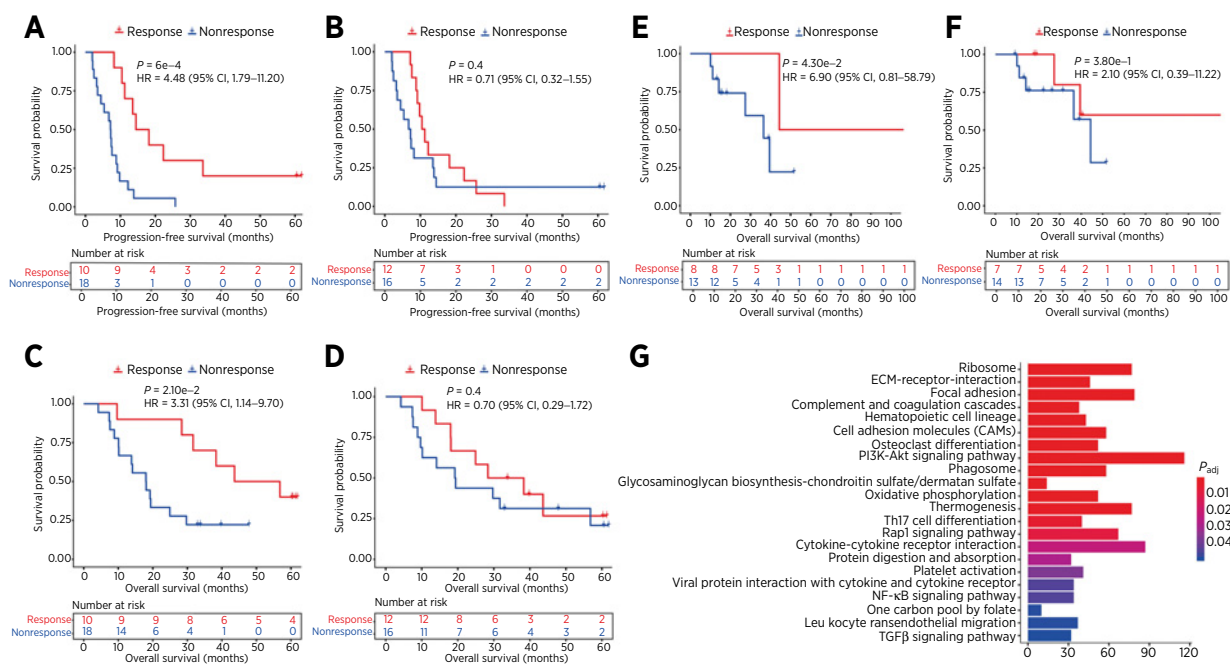 A
Response Nonresponse
P = 6e−4
HR = 4.48 (95% CI, 1.79–11.20)
Survival probability
1.00
0.75
0.50
0.25
0.00
0 10 20 30 40 50 60
Progression-free survival (months)
Number at risk
Response 10 9 4 3 2 2 2
Nonresponse 18 3 1 0 0 0 0
0 10 20 30 40 50 60
Progression-free survival (months)
B
Response Nonresponse
P = 0.4
HR = 0.71 (95% CI, 0.32–1.55)
Survival probability
1.00
0.75
0.50
0.25
0.00
0 10 20 30 40 50 60
Progression-free survival (months)
Number at risk
Response 12 7 3 1 0 0 0
Nonresponse 16 5 2 2 2 2 2
0 10 20 30 40 50 60
Progression-free survival (months)
E
Response Nonresponse
P = 4.30e−2
HR = 6.90 (95% CI, 0.81–58.79)
Survival probability
1.00
0.75
0.50
0.25
0.00
0 10 20 30 40 50 60 70 80 90 100
Overall survival (months)
Number at risk
Response 8 8 7 5 3 1 1 1 1 1 1
Nonresponse 13 12 5 4 1 1 0 0 0 0 0
0 10 20 30 40 50 60 70 80 90 100
Overall survival (months)
F
Response Nonresponse
P = 3.80e−1
HR = 2.10 (95% CI, 0.39–11.22)
Survival probability
1.00
0.75
0.50
0.25
0.00
0 10 20 30 40 50 60 70 80 90 100
Overall survival (months)
Number at risk
Response 7 7 5 4 2 1 1 1 1 1 1
Nonresponse 14 13 7 5 2 1 0 0 0 0 0
0 10 20 30 40 50 60 70 80 90 100
Overall survival (months)
C
Response Nonresponse
P = 2.10e−2
HR = 3.31 (95% CI, 1.14–9.70)
Survival probability
1.00
0.75
0.50
0.25
0.00
0 10 20 30 40 50 60
Overall survival (months)
Number at risk
Response 10 9 9 8 6 5 4
Nonresponse 18 14 6 4 1 0 0
0 10 20 30 40 50 60
Overall survival (months)
D
Response Nonresponse
P = 0.4
HR = 0.70 (95% CI, 0.29–1.72)
Survival probability
1.00
0.75
0.50
0.25
0.00
0 10 20 30 40 50 60
Overall survival (months)
Number at risk
Response 12 12 8 6 3 2 2
Nonresponse 16 11 7 6 4 3 2
0 10 20 30 40 50 60
Overall survival (months)
G
Ribosome
ECM-receptor-interaction
Focal adhesion
Complement and coagulation cascades
Hematopoietic cell lineage
Cell adhesion molecules (CAMs)
Osteoclast differentiation
PI3K-Akt signaling pathway
Phagosome
Glycosaminoglycan biosynthesis-chondroitin sulfate/dermatan sulfate
Oxidative phosphorylation
Thermogenesis
Th17 cell differentiation
Rap1 signaling pathway
Cytokine-cytokine receptor interaction
Protein digestion and absorption
Platelet activation
Viral protein interaction with cytokine and cytokine receptor
NF-κB signaling pathway
One carbon pool by folate
Leu kocyte ransendothelial migration
TGFβ signaling pathway
0 30 60 90 120
Padj
0.01
0.02
0.03
0.04